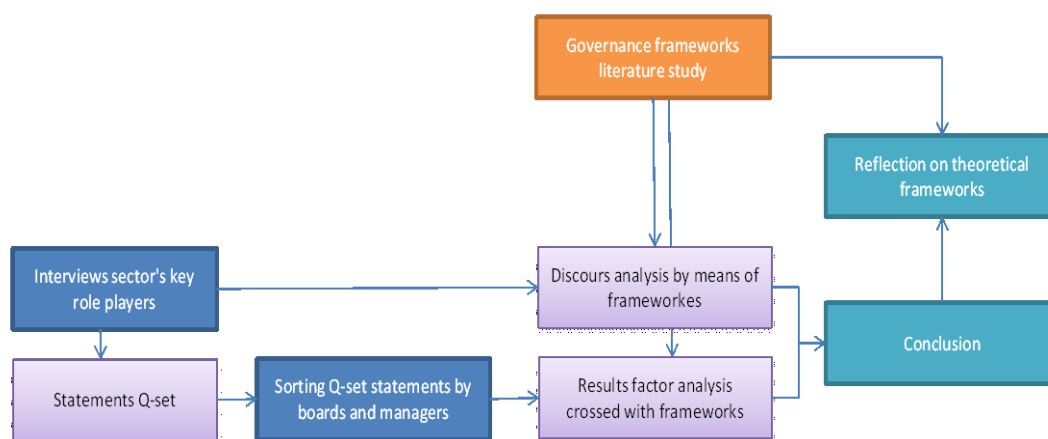 Governance frameworks
literature study
Reflection on theoretical
frameworks
Interviews sector's key
role players
Discours analysis by means of
frameworkes
Conclusion
Statements Q-set
Sorting Q-set statements by
boards and managers
Results factor analysis
crossed with frameworks